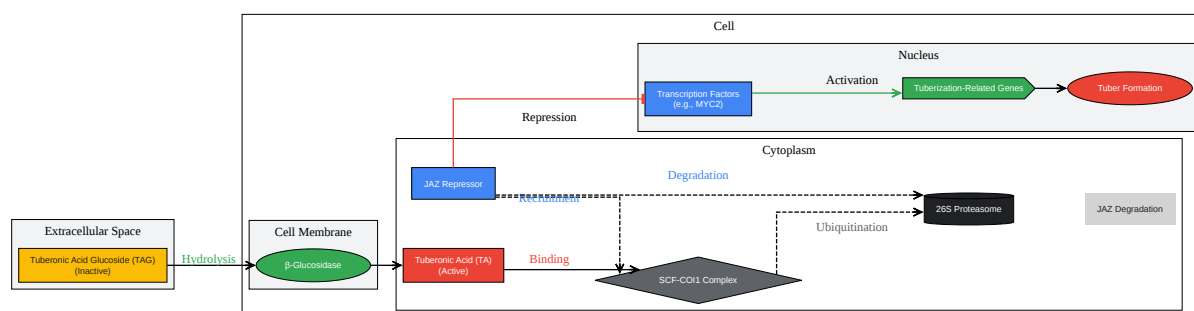 Cell
Nucleus
Transcription Factors
(e.g., MYC2)
Activation
Tuberization-Related Genes
Tuber Formation
Repression
Cytoplasm
JAZ Repressor
Degradation
Recruitment
26S Proteasome
JAZ Degradation
Ubiquitination
Extracellular Space
Tuberonic Acid Glucoside (TAG)
(Inactive)
Hydrolysis
Cell Membrane
β-Glucosidase
Tuberonic Acid (TA)
(Active)
Binding
SCF-COI1 Complex